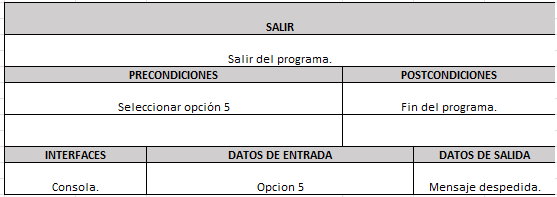 SALIR
Salir del programa.
PRECONDICIONES POSTCONDICIONES
Seleccionar opción 5 Fin del programa.
INTERFACES DATOS DE ENTRADA DATOS DE SALIDA
Consola. Opcion 5 Mensaje despedida.